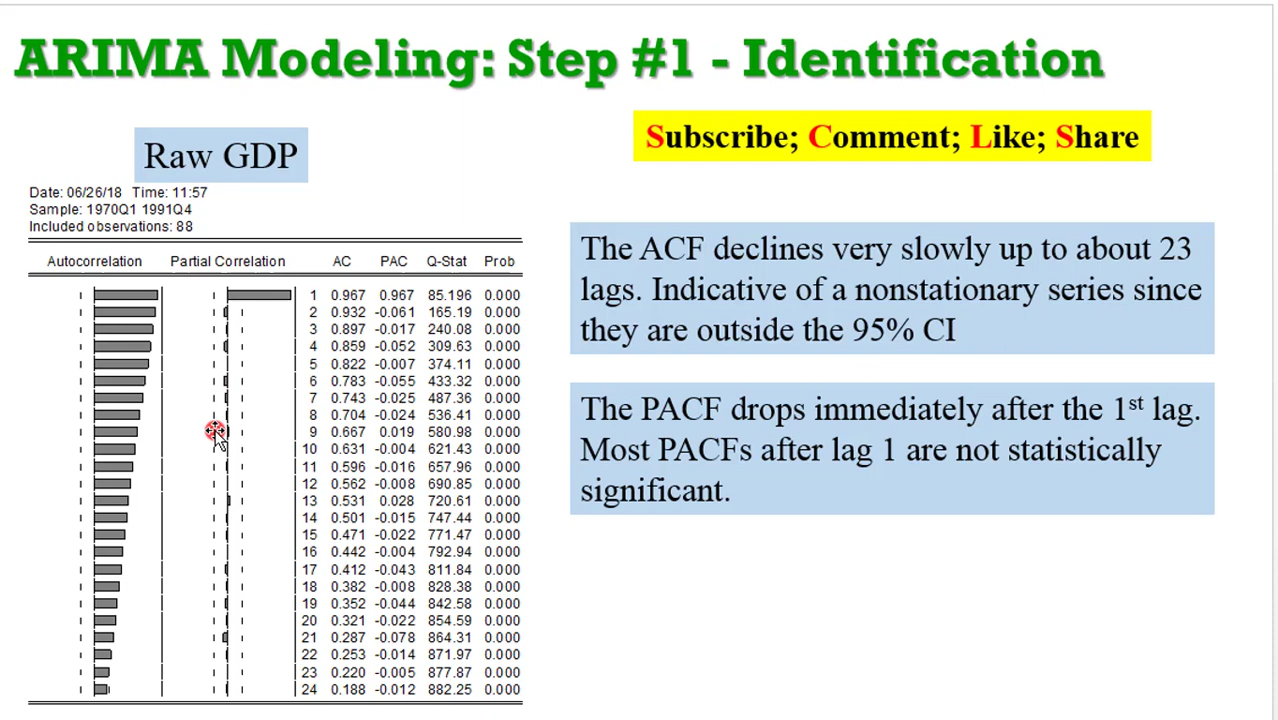 ARIMA Modeling: Step #1 - Identification
Subscribe; Comment; Like; Share
Raw GDP
Date: 06/26/18 Time: 11:57
Sample: 1970Q1 1991Q4
Included observations: 88
Autocorrelation Partial Correlation AC PAC Q-Stat Prob
1 0.967 0.967 85.196 0.000
2 0.932 -0.061 165.19 0.000
3 0.897 -0.017 240.08 0.000
4 0.859 -0.052 309.63 0.000
5 0.822 -0.007 374.11 0.000
6 0.783 -0.055 433.32 0.000
7 0.743 -0.025 487.36 0.000
8 0.704 -0.024 536.41 0.000
9 0.667 0.019 580.98 0.000
10 0.631 -0.004 621.43 0.000
11 0.596 -0.016 657.96 0.000
12 0.562 -0.008 690.85 0.000
13 0.531 0.028 720.61 0.000
14 0.501 -0.015 747.44 0.000
15 0.471 -0.022 771.47 0.000
16 0.442 -0.004 792.94 0.000
17 0.412 -0.043 811.84 0.000
18 0.382 -0.008 828.38 0.000
19 0.352 -0.044 842.58 0.000
20 0.321 -0.022 854.59 0.000
21 0.287 -0.078 864.31 0.000
22 0.253 -0.014 871.97 0.000
23 0.220 -0.005 877.87 0.000
24 0.188 -0.012 882.25 0.000
The ACF declines very slowly up to about 23
lags. Indicative of a nonstationary series since
they are outside the 95% CI
The PACF drops immediately after the 1st lag.
Most PACFs after lag 1 are not statistically
significant.